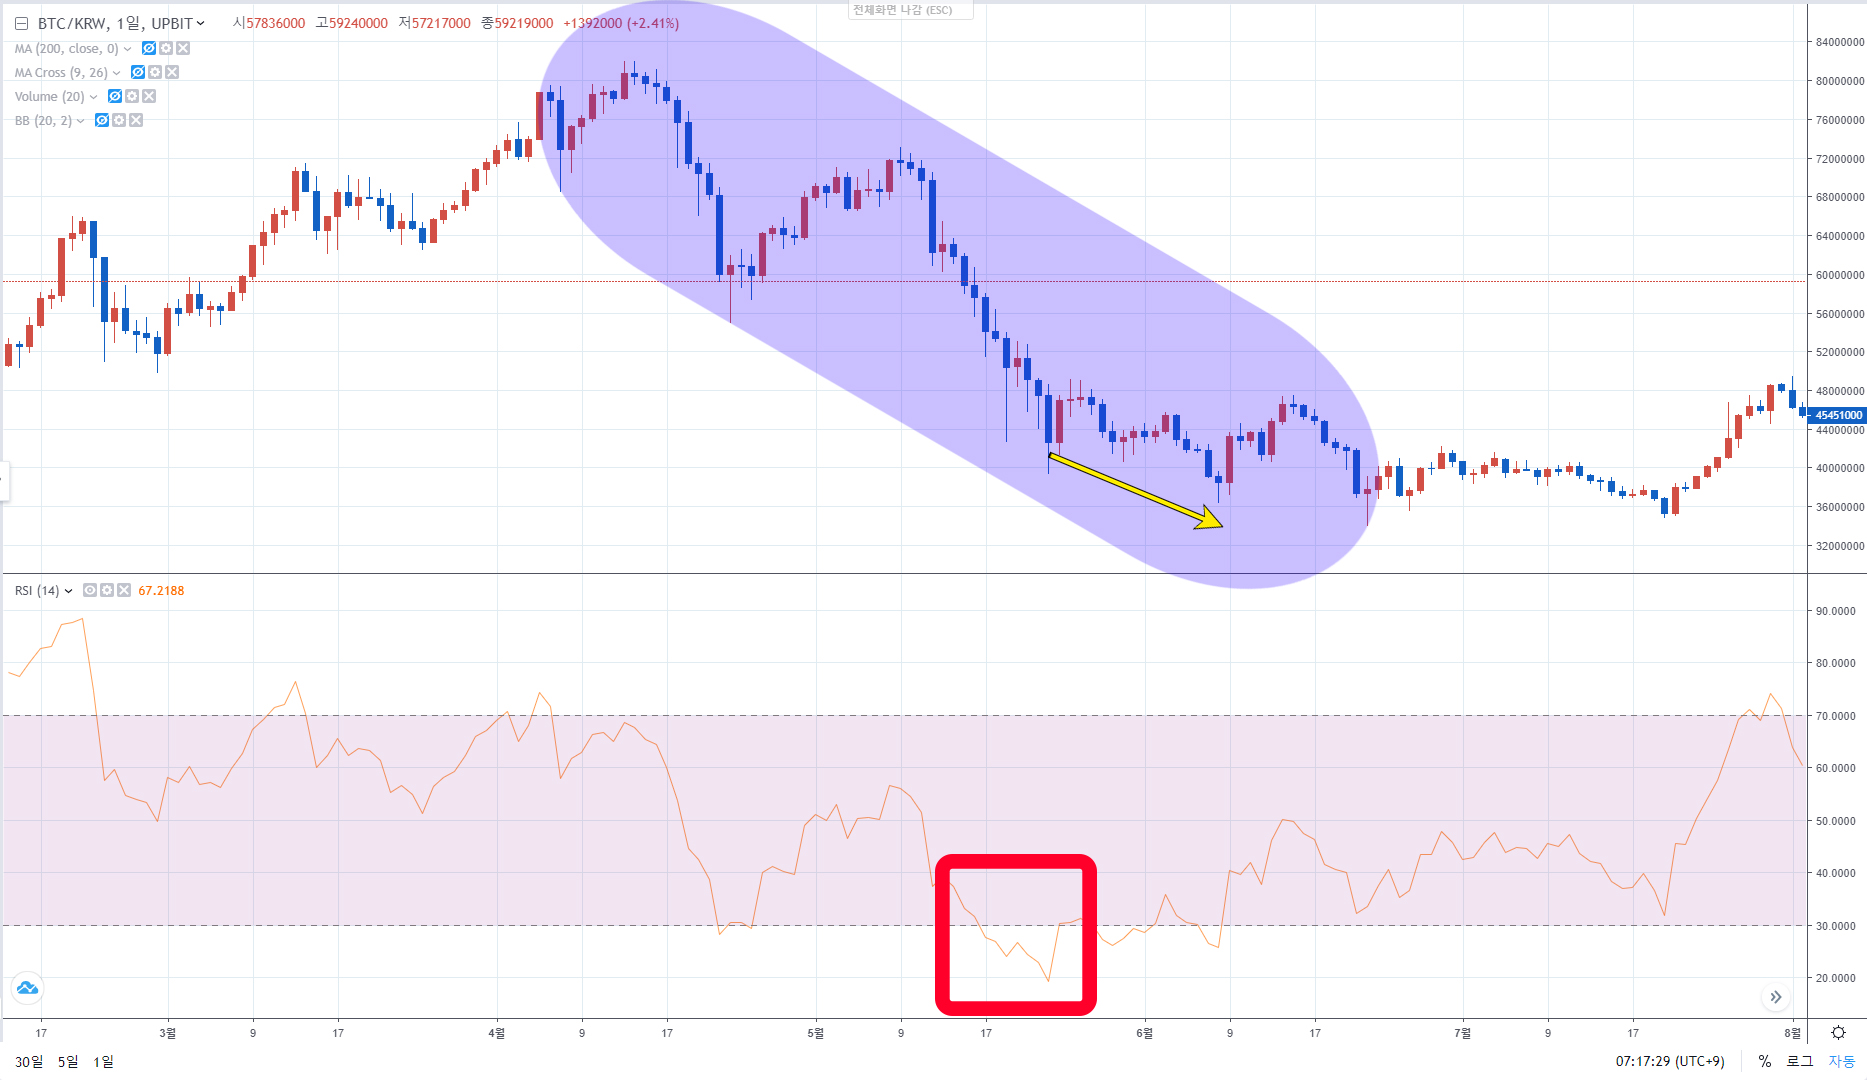 전체화면 나감 (ESC)
BTC/KRW, 1일, UPBIT 시57836000 고59240000 저57217000 종59219000 +1392000 (+2.41%)
MA (200, close, 0)
MA Cross (9, 26)
Volume (20)
BB (20, 2)
84000000
80000000
76000000
72000000
68000000
64000000
60000000
56000000
52000000
48000000
45451000
44000000
40000000
36000000
32000000
RSI (14) 67.2188
90.0000
80.0000
70.0000
60.0000
50.0000
40.0000
30.0000
20.0000
17 3월 9 17 4월 9 17 5월 9 17 6월 9 17 7월 9 17 8월
30일 5일 1일 07:17:29 (UTC+9) % 로그 자동